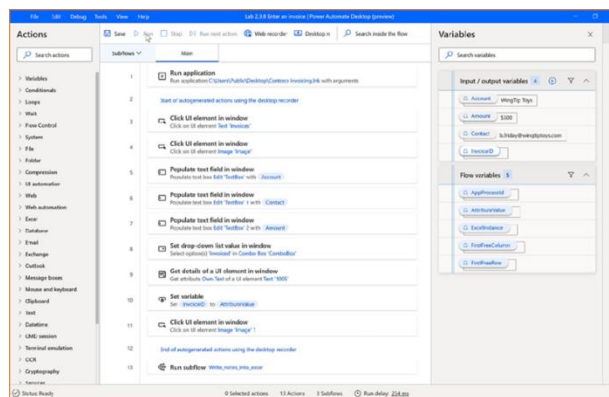 File Edit Debug Tools View Help
Lab 2.3.8 Enter an invoice | Power Automate Desktop (preview)
Actions
Search actions
Variables
Conditionals
Loops
Wait
Flow Control
System
File
Folder
Compression
UI automation
Web
Web automation
Excel
Database
Email
Exchange
Outlook
Message boxes
Mouse and keyboard
Clipboard
Text
Datetime
CMD session
Terminal emulation
OCR
Cryptography
Services
Save Run Stop Run next action Web recorder Desktop Search inside the flow
Subflows Main
1 Run application
Run application C:\Users\Public\Desktop\Contoso Invoicing.lnk with arguments
2 Start of autogenerated actions using the desktop recorder
3 Click UI element in window
Click on UI element Text 'Invoices'
4 Click UI element in window
Click on UI element Image 'Image'
5 Populate text field in window
Populate text box Edit 'TextBox' with Account
6 Populate text field in window
Populate text box Edit 'TextBox' 1 with Contact
7 Populate text field in window
Populate text box Edit 'TextBox' 2 with Amount
8 Set drop-down list value in window
Select option(s) 'Invoiced' in Combo Box 'ComboBox'
9 Get details of a UI element in window
Get attribute Own Text of a UI element Text
10 Set variable
Set InvoiceID to AttributeValue
11 Click UI element in window
Click on UI element Image 'Image' 1
12 End of autogenerated actions using the desktop recorder
13 Run subflow Write_notes_into_excel
Variables
Search variables
Input / output variables 4
Account WingTip Toys
Amount $500
Contact b.friday@wingtiptoys.com
InvoiceID
Flow variables 5
AppProcessId
AttributeValue
ExcelInstance
FirstFreeColumn
FirstFreeRow
Status: Ready 0 Selected actions 13 Actions 3 Subflows Run delay: 254 ms